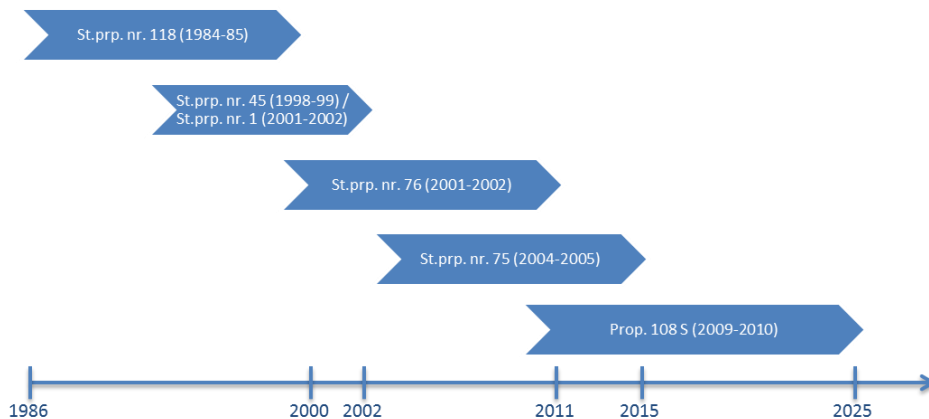 St.prp. nr. 118 (1984-85)
St.prp. nr. 45 (1998-99) /
St.prp. nr. 1 (2001-2002)
St.prp. nr. 76 (2001-2002)
St.prp. nr. 75 (2004-2005)
Prop. 108 S (2009-2010)
1986 2000 2002 2011 2015 2025